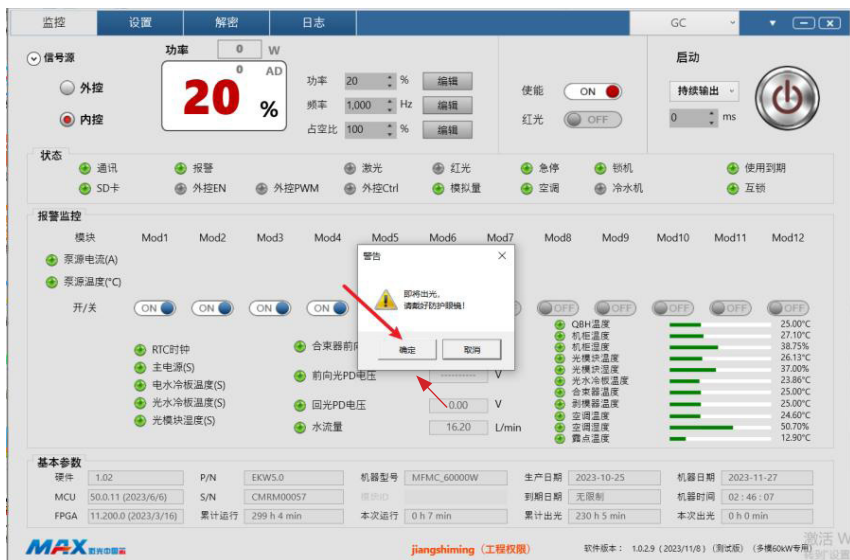 监控 设置 解密 日志 GC
信号源 功率 0 W 启动
0 AD
20 %
外控
内控
功率 20 % 编辑
频率 1,000 Hz 编辑
占空比 100 % 编辑
使能 ON
红光 OFF
持续输出
0 ms
状态
通讯 报警 激光 红光 急停 锁机 使用到期
SD卡 外控EN 外控PWM 外控Ctrl 模拟量 空调 冷水机 互锁
报警监控
模块 Mod1 Mod2 Mod3 Mod4 Mod5 Mod6 Mod7 Mod8 Mod9 Mod10 Mod11 Mod12
泵源电流(A)
泵源温度(°C)
开/关 ON ON ON ON OFF OFF OFF OFF OFF
警告
即将出光,
请戴好防护眼镜!
确定 取消
RTC时钟
主电源(S)
电水冷板温度(S)
光水冷板温度(S)
光模块湿度(S)
合束器前向
前向光PD电压 ---------- V
回光PD电压 0.00 V
水流量 16.20 L/min
QBH温度 25.00°C
机柜温度 27.10°C
机柜湿度 38.75%
光模块温度 26.13°C
光模块湿度 37.00%
光水冷板温度 23.86°C
合束器温度 25.00°C
剥模器温度 25.00°C
空调温度 24.60°C
空调湿度 50.70%
露点温度 12.90°C
基本参数
硬件 1.02 P/N EKW5.0 机器型号 MFMC_60000W 生产日期 2023-10-25 机器日期 2023-11-27
MCU 50.0.11 (2023/6/6) S/N CMRM00057 模块ID 到期日期 无限制 机器时间 02:46:07
FPGA 11.200.0 (2023/3/16) 累计运行 299 h 4 min 本次运行 0 h 7 min 累计出光 230 h 5 min 本次出光 0 h 0 min
MAX jiangshiming (工程权限) 软件版本: 1.0.2.9 (2023/11/8) (测试版) (多模60kW专用)
激活 W
转到"设置